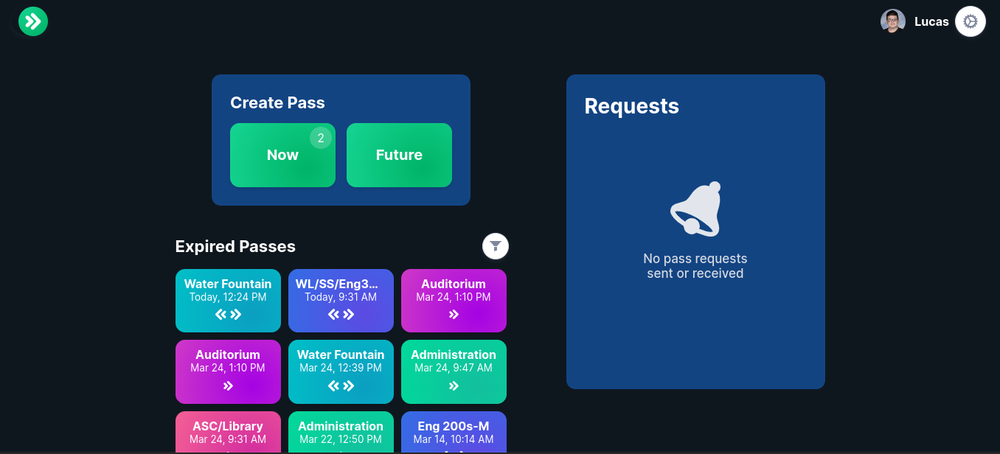 Lucas
Create Pass
Now
2
Future
Requests
No pass requests
sent or received
Expired Passes
Water Fountain
Today, 12:24 PM
WL/SS/Eng3...
Today, 9:31 AM
Auditorium
Mar 24, 1:10 PM
Auditorium
Mar 24, 1:10 PM
Water Fountain
Mar 24, 12:39 PM
Administration
Mar 24, 9:47 AM
ASC/Library
Mar 24, 9:31 AM
Administration
Mar 22, 12:50 PM
Eng 200s-M
Mar 14, 10:14 AM